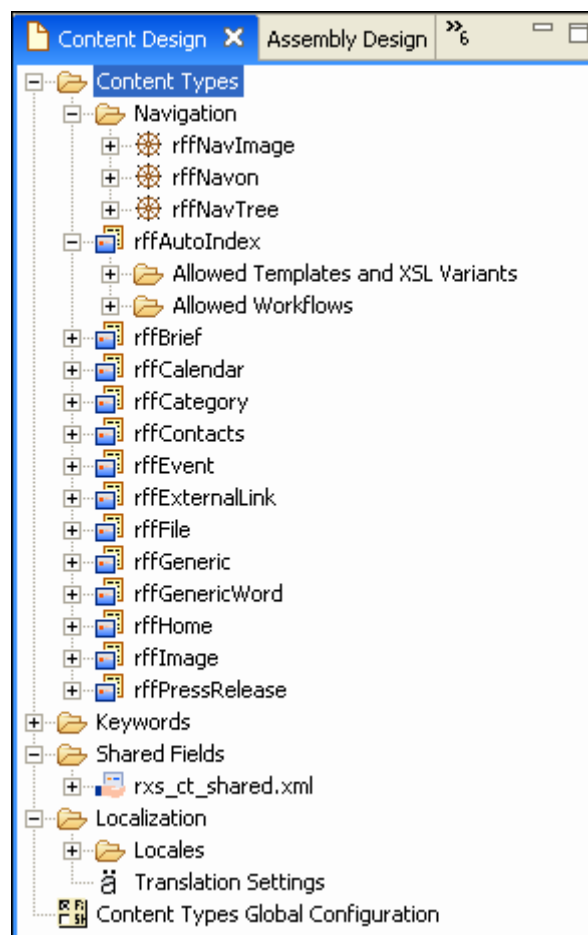 Content Design Assembly Design »6
Content Types
Navigation
rffNavImage
rffNavon
rffNavTree
rffAutoIndex
Allowed Templates and XSL Variants
Allowed Workflows
rffBrief
rffCalendar
rffCategory
rffContacts
rffEvent
rffExternalLink
rffFile
rffGeneric
rffGenericWord
rffHome
rffImage
rffPressRelease
Keywords
Shared Fields
rxs_ct_shared.xml
Localization
Locales
ä Translation Settings
Content Types Global Configuration